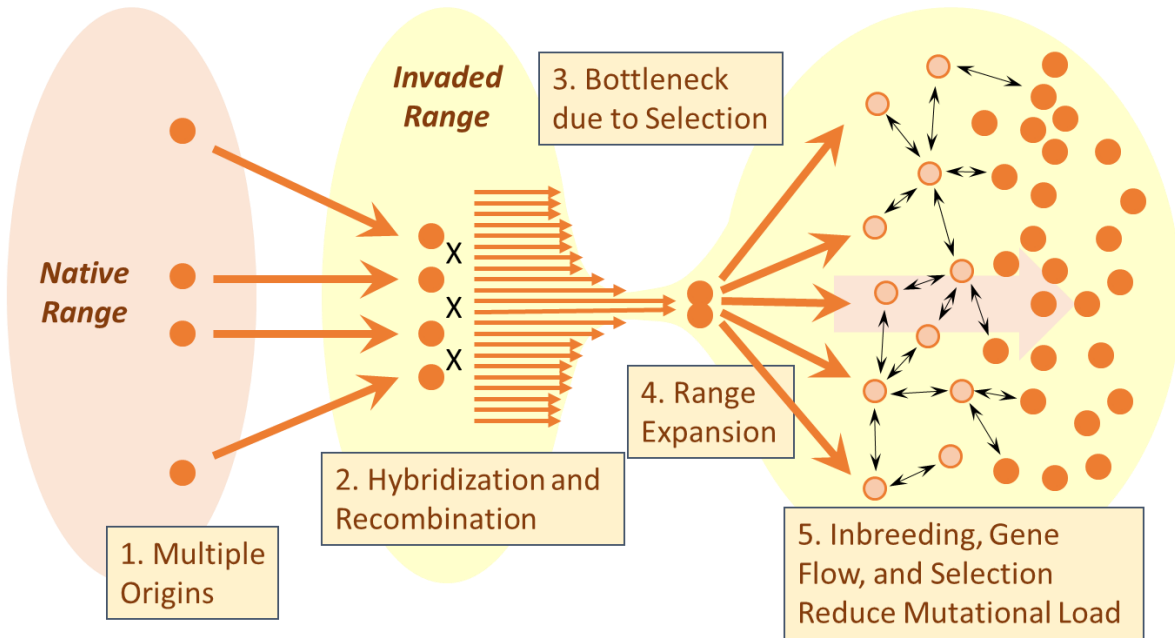 Native
Range
1. Multiple
Origins
Invaded
Range
X
X
X
2. Hybridization and
Recombination
3. Bottleneck
due to Selection
4. Range
Expansion
5. Inbreeding, Gene
Flow, and Selection
Reduce Mutational Load